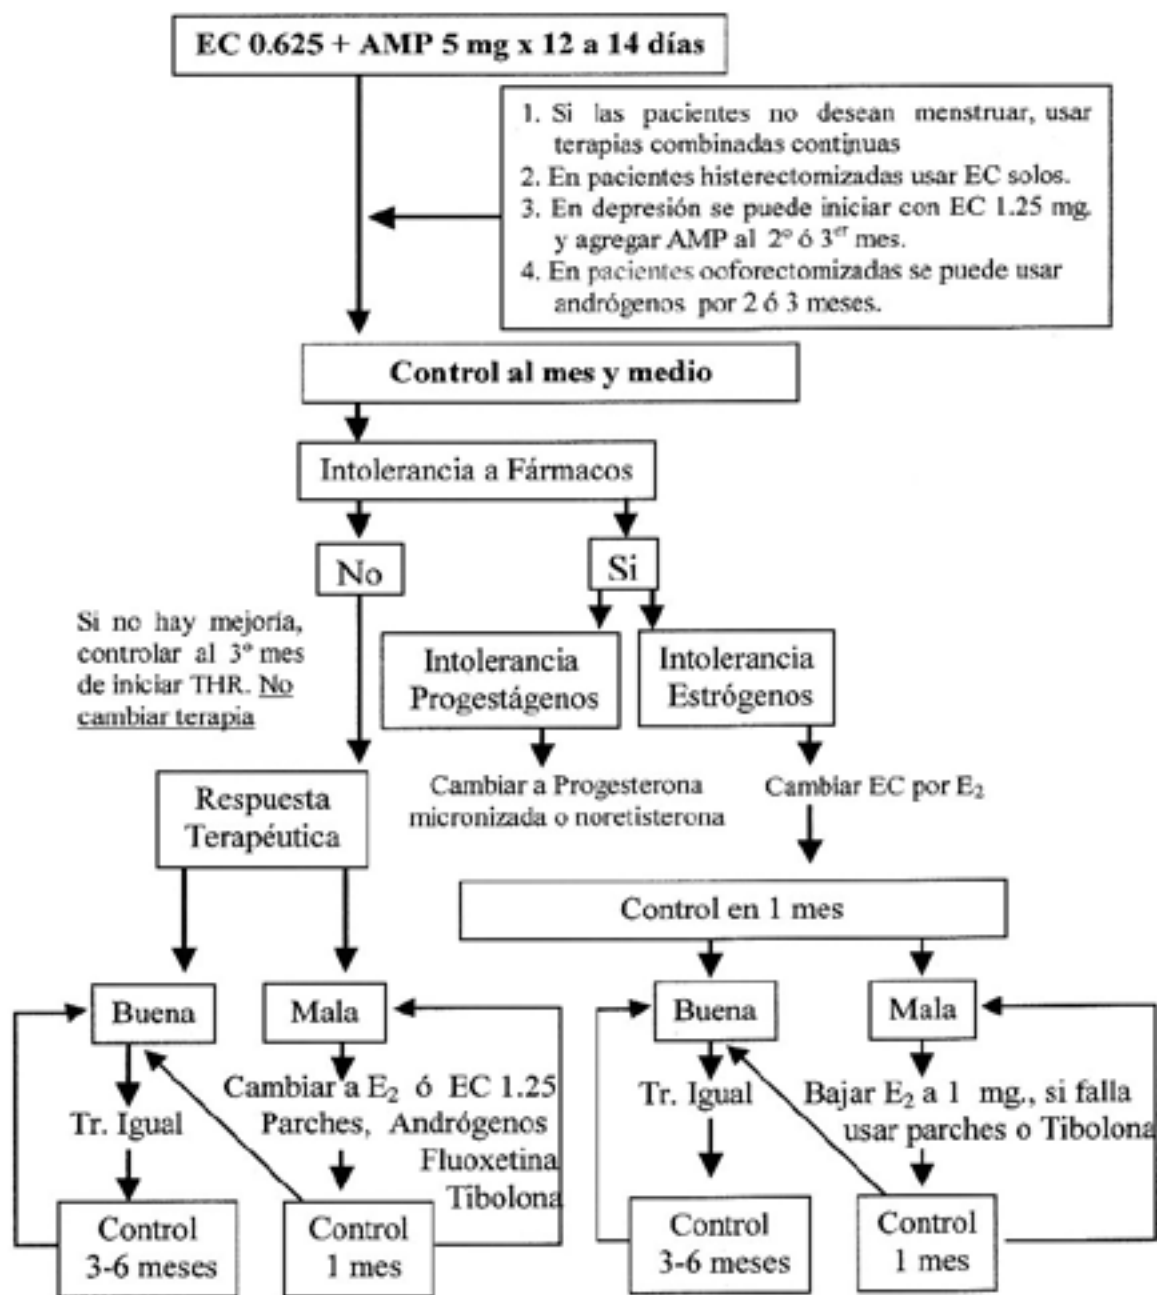 EC 0.625 + AMP 5 mg x 12 a 14 días
1. Si las pacientes no desean menstruar, usar
terapias combinadas continuas
2. En pacientes histerectomizadas usar EC solos.
3. En depresión se puede iniciar con EC 1.25 mg.
y agregar AMP al 2º ó 3er mes.
4. En pacientes ooforectomizadas se puede usar
andrógenos por 2 ó 3 meses.
Control al mes y medio
Intolerancia a Fármacos
No
Si
Si no hay mejoría,
controlar al 3º mes
de iniciar THR. No
cambiar terapia
Intolerancia
Progestágenos
Intolerancia
Estrógenos
Cambiar a Progesterona
micronizada o noretisterona
Cambiar EC por E2
Respuesta
Terapéutica
Control en 1 mes
Buena
Mala
Buena
Mala
Tr. Igual
Cambiar a E2 ó EC 1.25
Parches, Andrógenos
Fluoxetina
Tibolona
Tr. Igual
Bajar E2 a 1 mg., si falla
usar parches o Tibolona
Control
3-6 meses
Control
1 mes
Control
3-6 meses
Control
1 mes